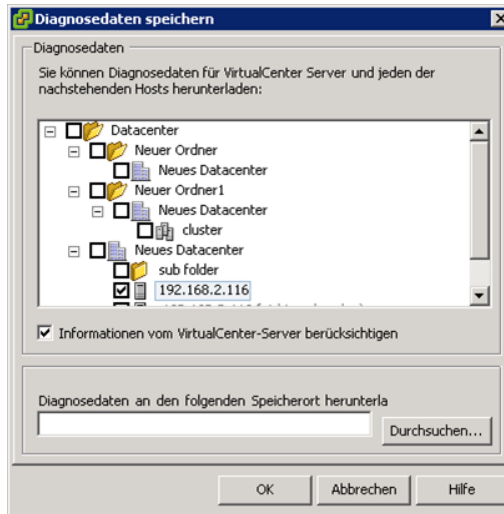 Diagnosedaten speichern
Diagnosedaten
Sie können Diagnosedaten für VirtualCenter Server und jeden der
nachstehenden Hosts herunterladen:
Datacenter
Neuer Ordner
Neues Datacenter
Neuer Ordner1
Neues Datacenter
cluster
Neues Datacenter
sub folder
192.168.2.116
Informationen vom VirtualCenter-Server berücksichtigen
Diagnosedaten an den folgenden Speicherort herunterla
Durchsuchen...
OK
Abbrechen
Hilfe